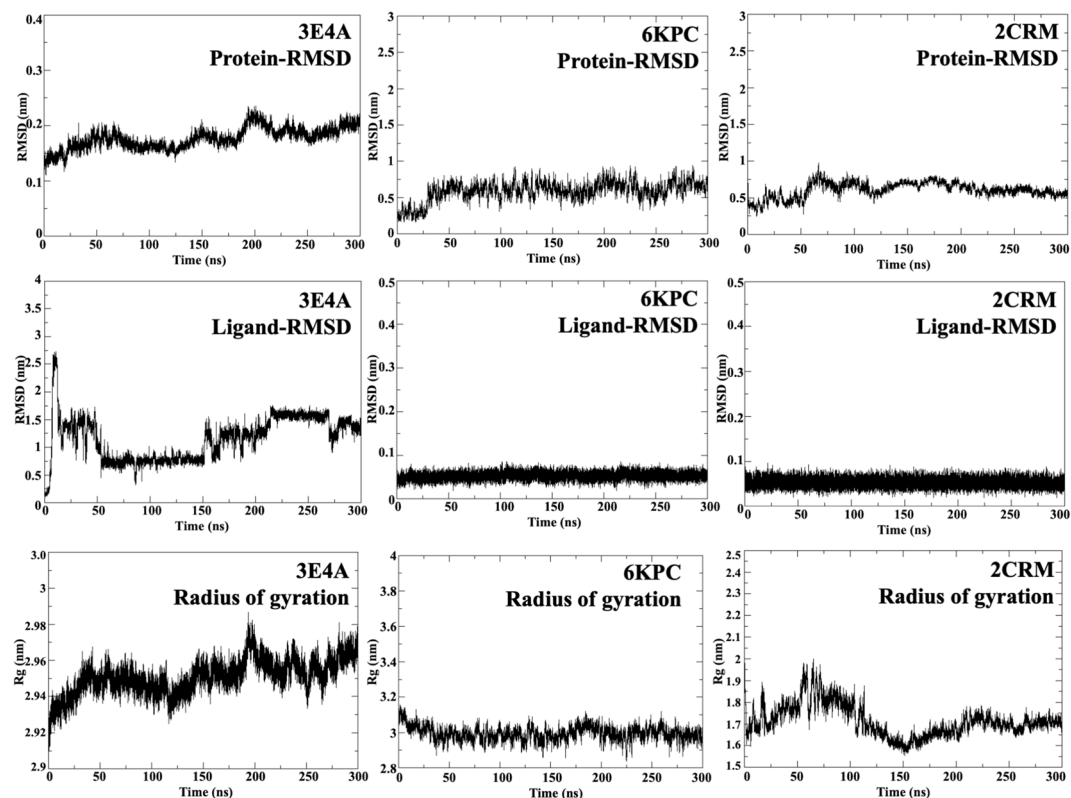 3E4A
Protein-RMSD
RMSD (nm)
0.4
0.3
0.2
0.1
0
0 50 100 150 200 250 300
Time (ns)
6KPC
Protein-RMSD
RMSD (nm)
3
2.5
2
1.5
1
0.5
0
0 50 100 150 200 250 300
Time (ns)
2CRM
Protein-RMSD
RMSD (nm)
3
2.5
2
1.5
1
0.5
0
0 50 100 150 200 250 300
Time (ns)
3E4A
Ligand-RMSD
RMSD (nm)
4
3.5
3
2.5
2
1.5
1
0.5
0
0 50 100 150 200 250 300
Time (ns)
6KPC
Ligand-RMSD
RMSD (nm)
0.5
0.4
0.3
0.2
0.1
0
0 50 100 150 200 250 300
Time (ns)
2CRM
Ligand-RMSD
RMSD (nm)
0.5
0.4
0.3
0.2
0.1
0
0 50 100 150 200 250 300
Time (ns)
3E4A
Radius of gyration
Rg (nm)
3.0
3
2.98
2.96
2.94
2.92
2.9
0 50 100 150 200 250 300
Time (ns)
6KPC
Radius of gyration
Rg (nm)
4
3.8
3.6
3.4
3.2
3.0
2.8
0 50 100 150 200 250 300
Time (ns)
2CRM
Radius of gyration
Rg (nm)
2.5
2.4
2.3
2.2
2.1
2
1.9
1.8
1.7
1.6
1.5
0 50 100 150 200 250 300
Time (ns)